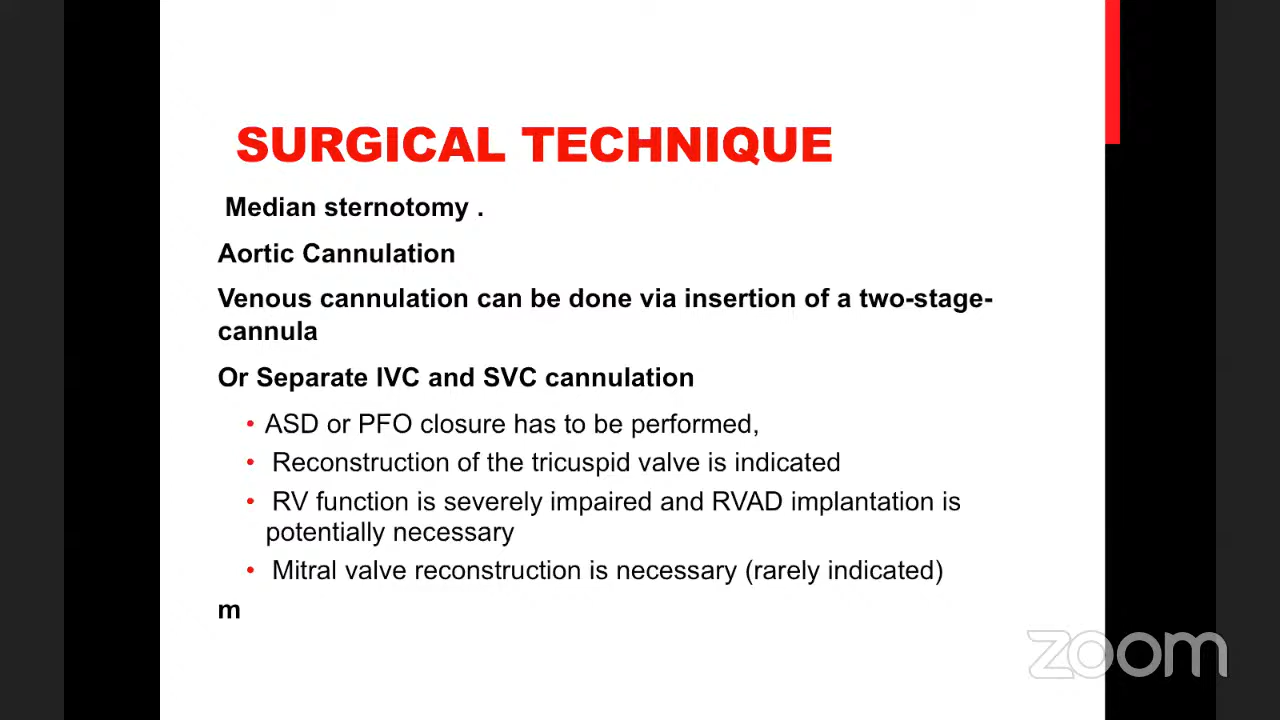 SURGICAL TECHNIQUE
Median sternotomy .
Aortic Cannulation
Venous cannulation can be done via insertion of a two-stage-
cannula
Or Separate IVC and SVC cannulation
• ASD or PFO closure has to be performed,
• Reconstruction of the tricuspid valve is indicated
• RV function is severely impaired and RVAD implantation is
potentially necessary
• Mitral valve reconstruction is necessary (rarely indicated)
m
zoom